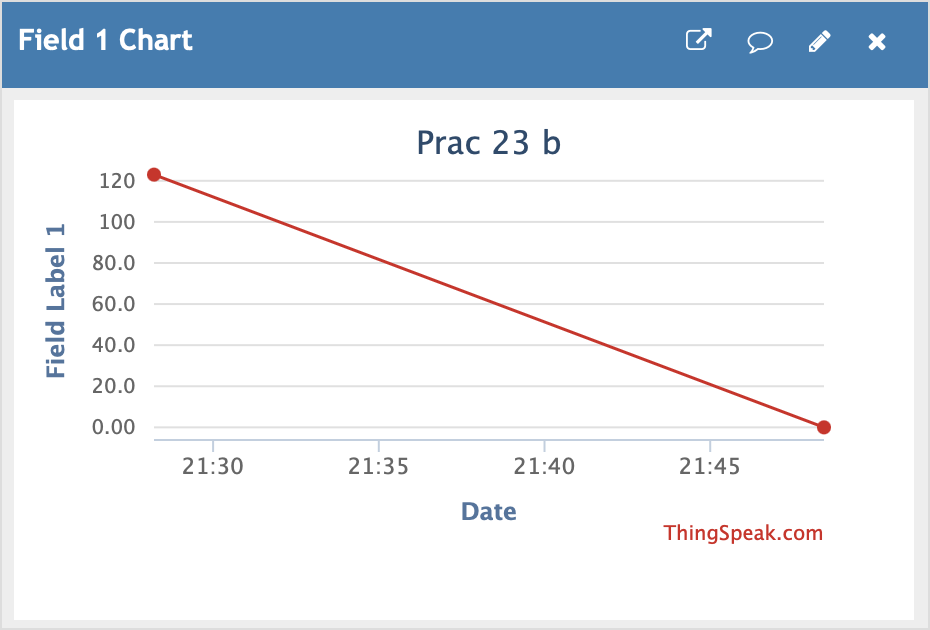 Field 1 Chart
Prac 23 b
Field Label 1
120
100
80.0
60.0
40.0
20.0
0.00
21:30 21:35 21:40 21:45
Date
ThingSpeak.com